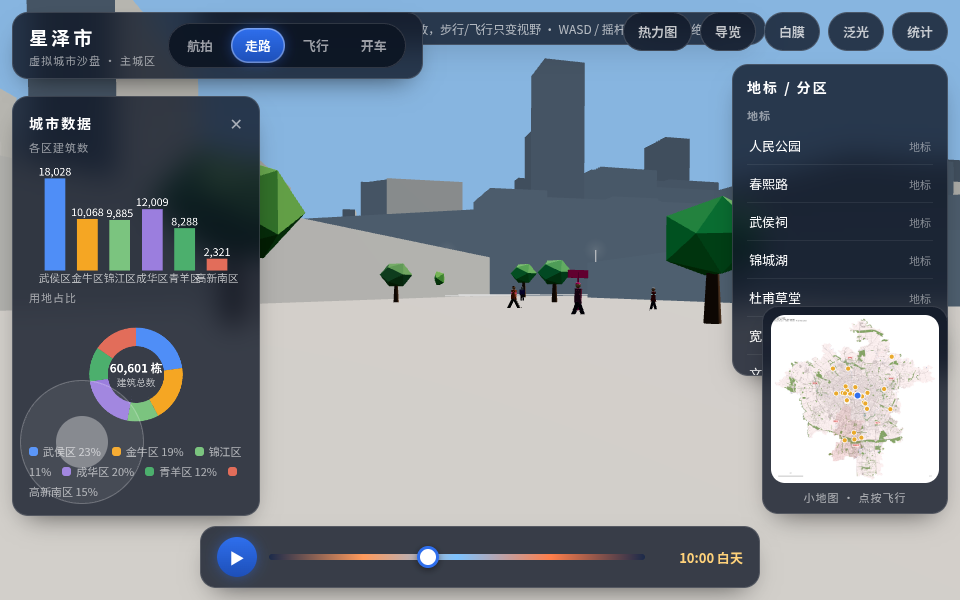 星泽市
虚拟城市沙盘 · 主城区
航拍
走路
飞行
开车
步行/飞行只变视野 · WASD / 摇杆
热力图
导览
白膜
泛光
统计
城市数据
×
各区建筑数
18,028
10,068
9,885
12,009
8,288
2,321
武侯区
金牛区
锦江区
成华区
青羊区
高新南区
用地占比
60,601 栋
建筑总数
武侯区 23% 金牛区 19% 锦江区
11% 成华区 20% 青羊区 12%
高新南区 15%
地标 / 分区
地标
人民公园 地标
春熙路 地标
武侯祠 地标
锦城湖 地标
杜甫草堂 地标
宽
小地图 · 点按飞行
10:00 白天